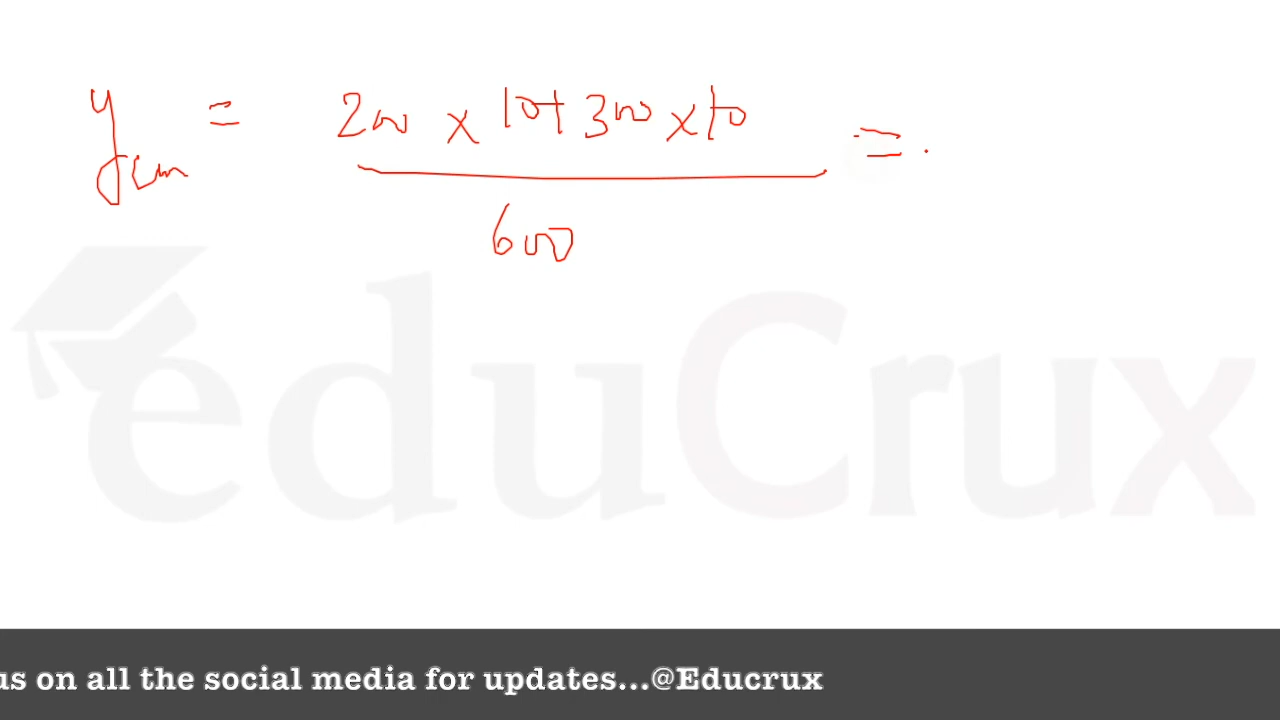 y_cm = 200 × 10 + 300 × 10 / 600 = .
eduCrux
us on all the social media for updates...@Educrux